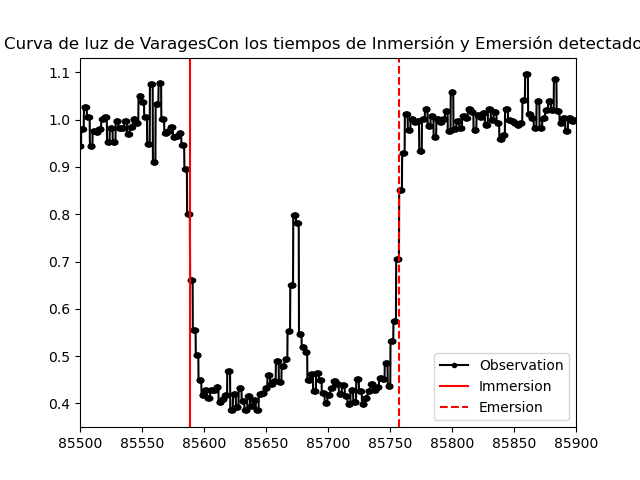 Curva de luz de VaragesCon los tiempos de Inmersión y Emersión detectado
1.1
1.0
0.9
0.8
0.7
0.6
0.5
0.4
85500 85550 85600 85650 85700 85750 85800 85850 85900
Observation
Immersion
Emersion